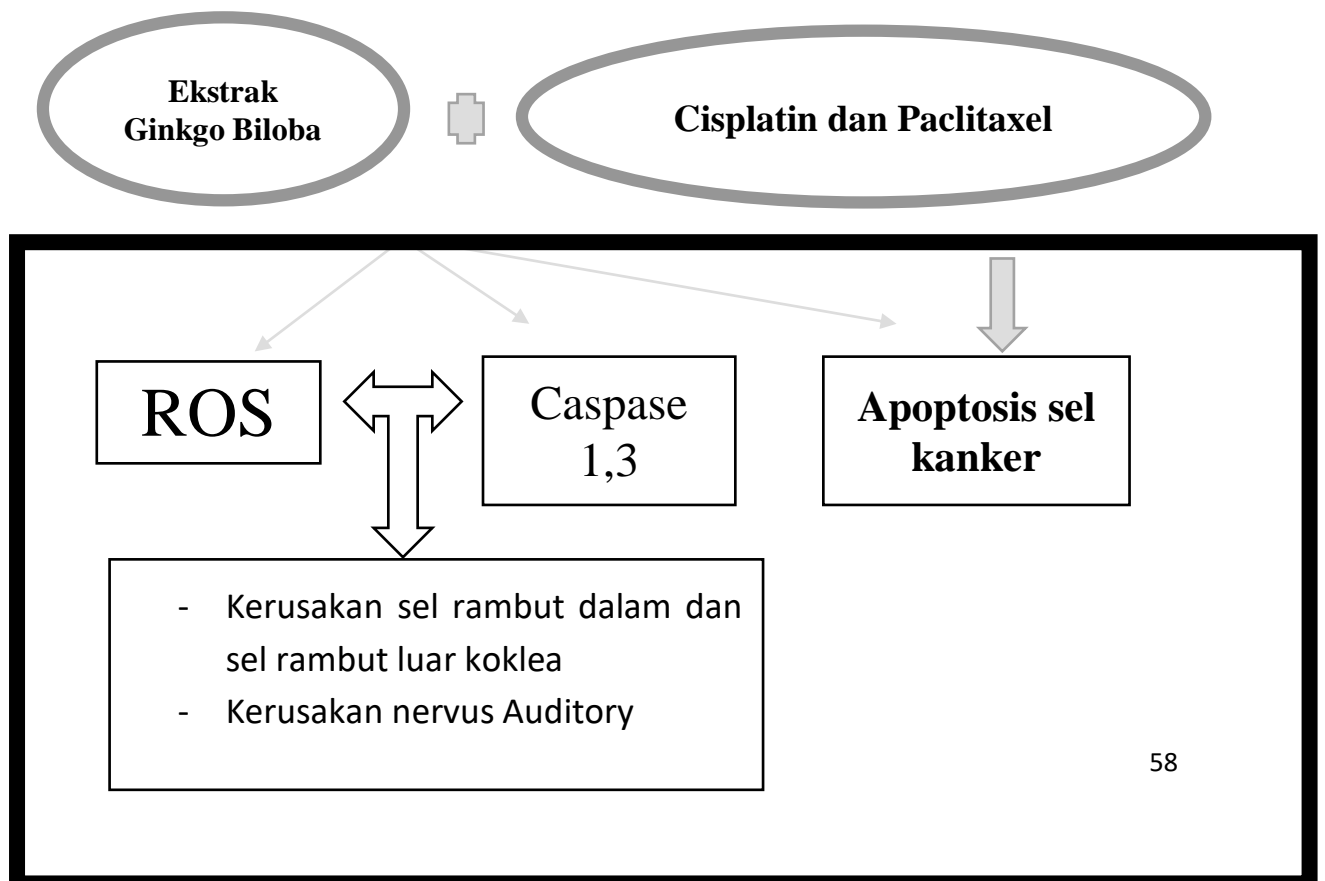 Ekstrak
Ginkgo Biloba
Cisplatin dan Paclitaxel
ROS
Caspase
1,3
Apoptosis sel
kanker
- Kerusakan sel rambut dalam dan
sel rambut luar koklea
- Kerusakan nervus Auditory
58